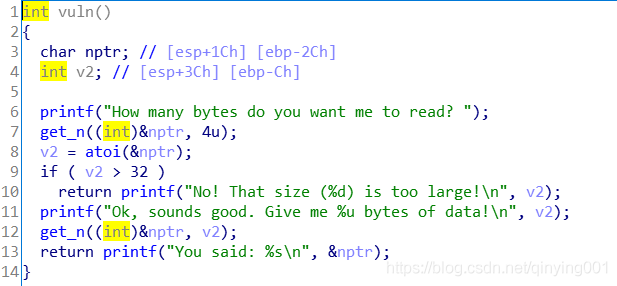 1 int vuln()
2 {
3 char nptr; // [esp+1Ch] [ebp-2Ch]
4 int v2; // [esp+3Ch] [ebp-Ch]
5
6 printf("How many bytes do you want me to read? ");
7 get_n((int)&nptr, 4u);
8 v2 = atoi(&nptr);
9 if ( v2 > 32 )
10 return printf("No! That size (%d) is too large!\n", v2);
11 printf("Ok, sounds good. Give me %u bytes of data!\n", v2);
12 get_n((int)&nptr, v2);
13 return printf("You said: %s\n", &nptr);
14 }
https://blog.csdn.net/qinying001